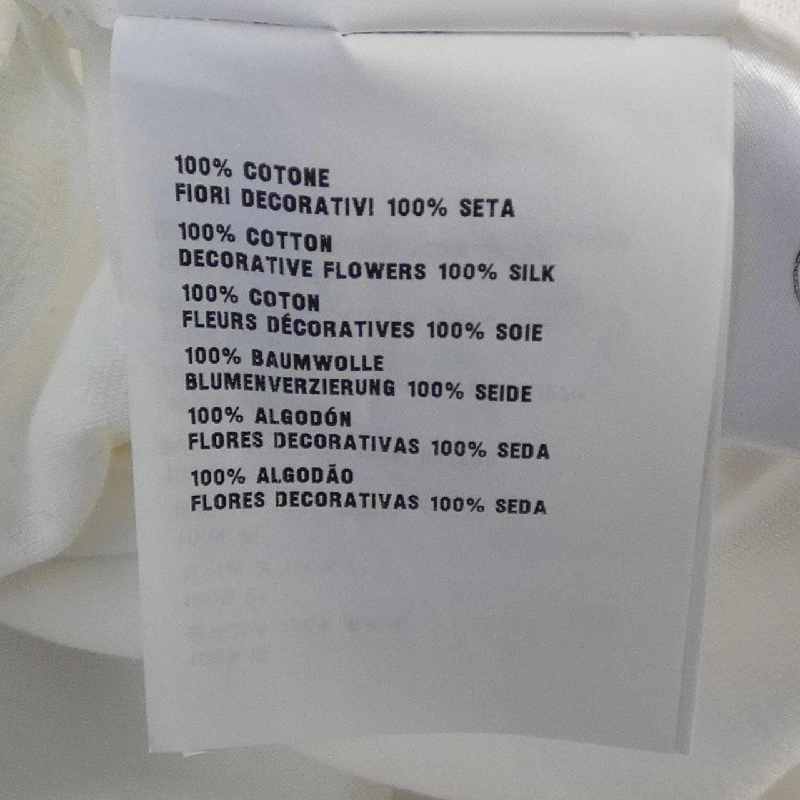 100% COTONE
FIORI DECORATIVI 100% SETA
100% COTTON
DECORATIVE FLOWERS 100% SILK
100% COTON
FLEURS DÉCORATIVES 100% SOIE
100% BAUMWOLLE
BLUMENVERZIERUNG 100% SEIDE
100% ALGODÓN
FLORES DECORATIVAS 100% SEDA
100% ALGODÃO
FLORES DECORATIVAS 100% SEDA